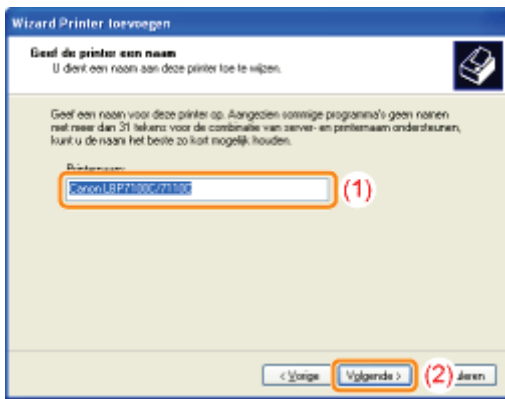 Wizard Printer toevoegen
Geef de printer een naam
U dient een naam aan deze printer toe te wijzen.
Geef een naam voor deze printer op. Aangezien sommige programma's geen namen
met meer dan 31 tekens voor de combinatie van server- en printernaam ondersteunen,
kunt u de naam het beste zo kort mogelijk houden.
Printernaam:
Canon LBP7100C/7110C
(1)
< Vorige
Volgende >
(2)